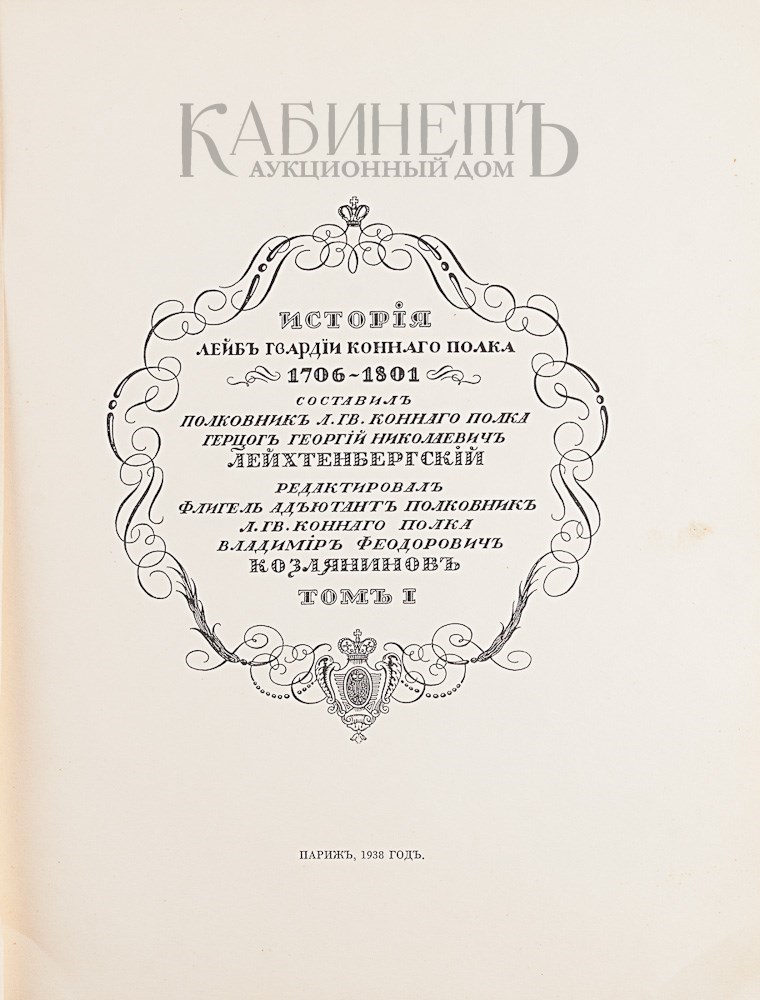 КАБИНЕТЪ
АУКЦИОННЫЙ ДОМ
ИСТОРІЯ
ЛЕЙБЪ ГВАРДІИ КОННАГО ПОЛКА
1706-1801
СОСТАВИЛЪ
ПОЛКОВНИКЪ Л.ГВ. КОННАГО ПОЛКА
ГЕРЦОГЪ ГЕОРГІЙ НИКОЛАЕВИЧЪ
ЛЕЙХТЕНБЕРГСКІЙ
РЕДАКТИРОВАЛЪ
ФЛИГЕЛЬ АДЪЮТАНТЪ ПОЛКОВНИКЪ
Л.ГВ. КОННАГО ПОЛКА
ВЛАДИМІРЪ ФЕОДОРОВИЧЪ
КОЗЛЯНИНОВЪ
ТОМЪ I
ПАРИЖЪ, 1938 ГОДЪ.